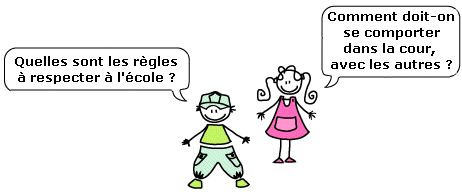 Quelles sont les règles
à respecter à l'école ?
Comment doit-on
se comporter
dans la cour,
avec les autres ?